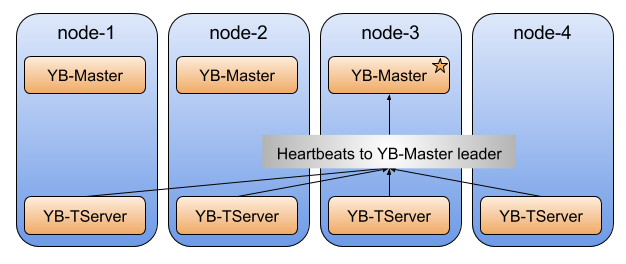 node-1
node-2
node-3
node-4
YB-Master
YB-Master
YB-Master
Heartbeats to YB-Master leader
YB-TServer
YB-TServer
YB-TServer
YB-TServer